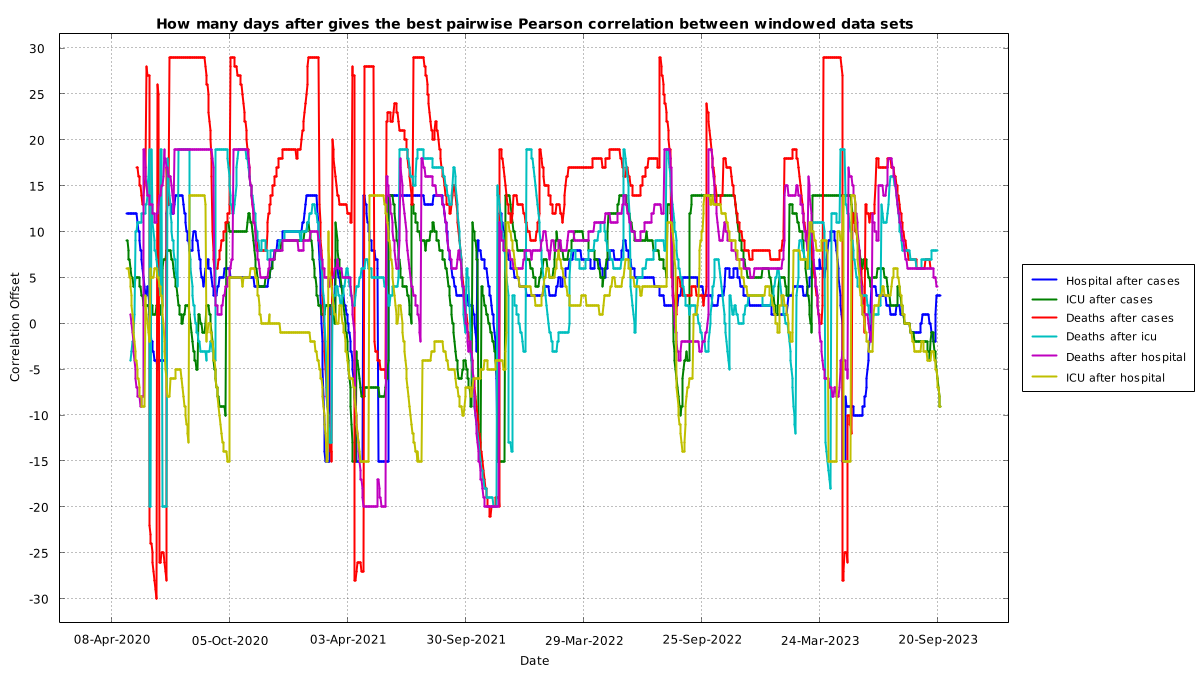 How many days after gives the best pairwise Pearson correlation between windowed data sets
30
25
20
15
10
5
0
-5
-10
-15
-20
-25
-30
Correlation Offset
08-Apr-2020 05-Oct-2020 03-Apr-2021 30-Sep-2021 29-Mar-2022 25-Sep-2022 24-Mar-2023 20-Sep-2023
Date
Hospital after cases
ICU after cases
Deaths after cases
Deaths after icu
Deaths after hospital
ICU after hospital